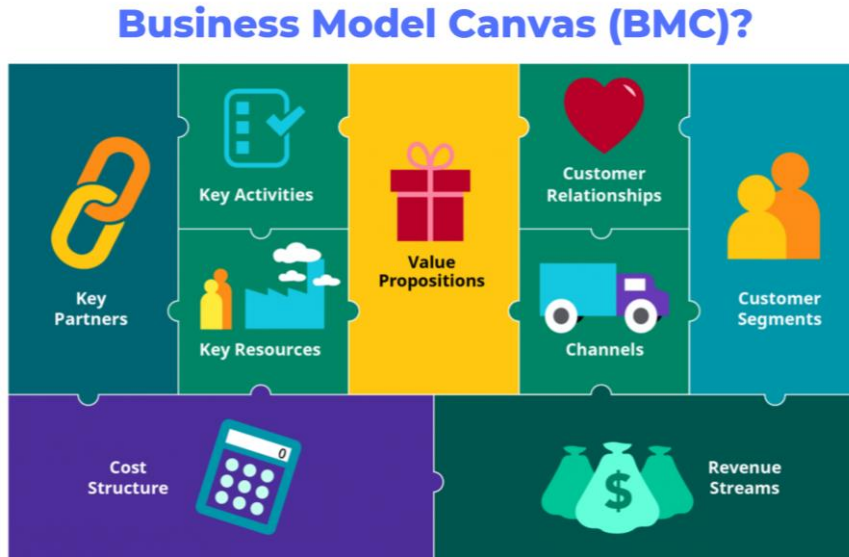 Business Model Canvas (BMC)?
Key
Partners
Key Activities
Key Resources
Value
Propositions
Customer
Relationships
Channels
Customer
Segments
Cost
Structure
0
Revenue
Streams
$